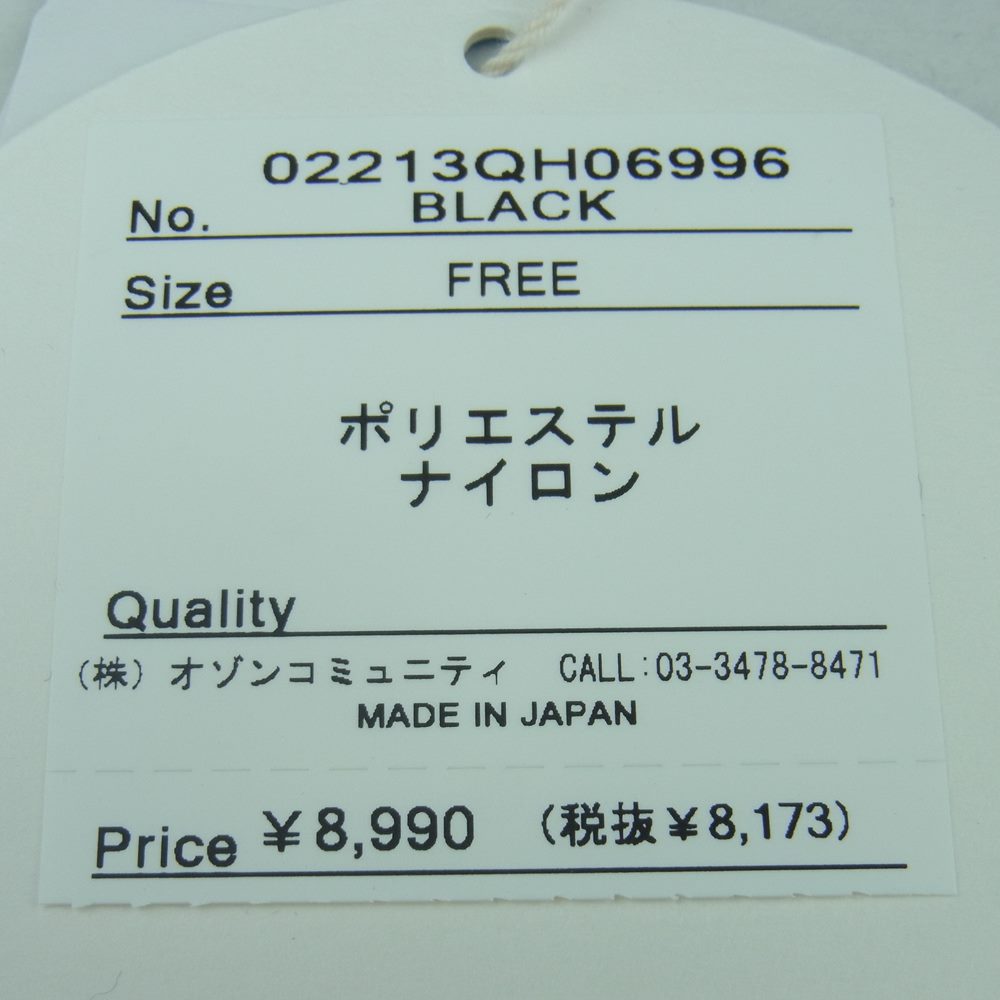 02213QH06996
No. BLACK
Size FREE
ポリエステル
ナイロン
Quality
(株) オゾンコミュニティ CALL:03-3478-8471
MADE IN JAPAN
Price ¥8,990 (税抜¥8,173)